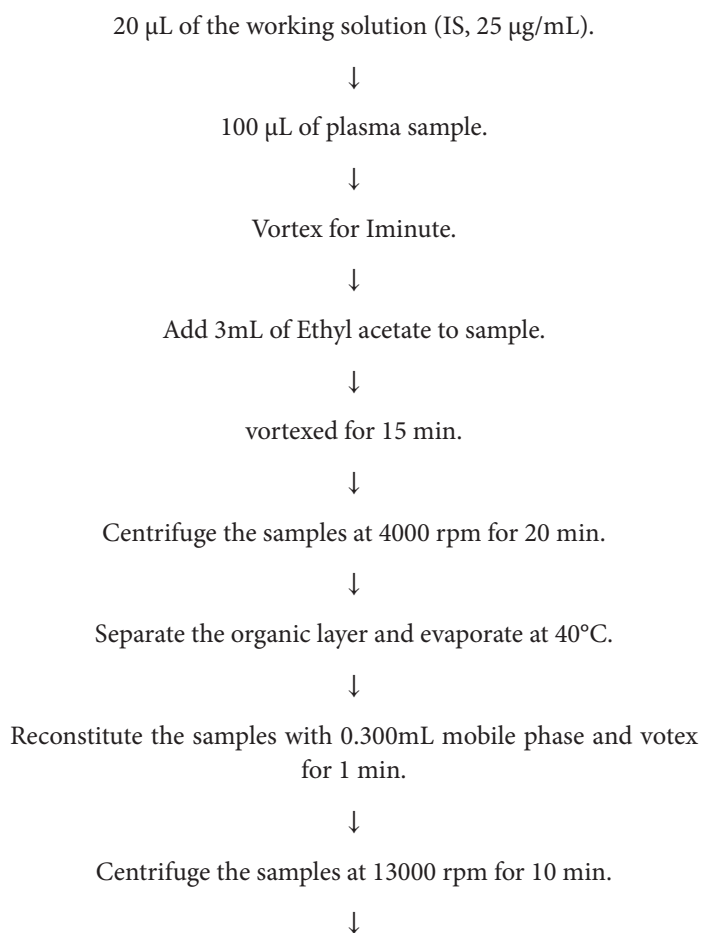 20 µL of the working solution (IS, 25 µg/mL).
↓
100 µL of plasma sample.
↓
Vortex for Iminute.
↓
Add 3mL of Ethyl acetate to sample.
↓
vortexed for 15 min.
↓
Centrifuge the samples at 4000 rpm for 20 min.
↓
Separate the organic layer and evaporate at 40°C.
↓
Reconstitute the samples with 0.300mL mobile phase and votex
for 1 min.
↓
Centrifuge the samples at 13000 rpm for 10 min.
↓